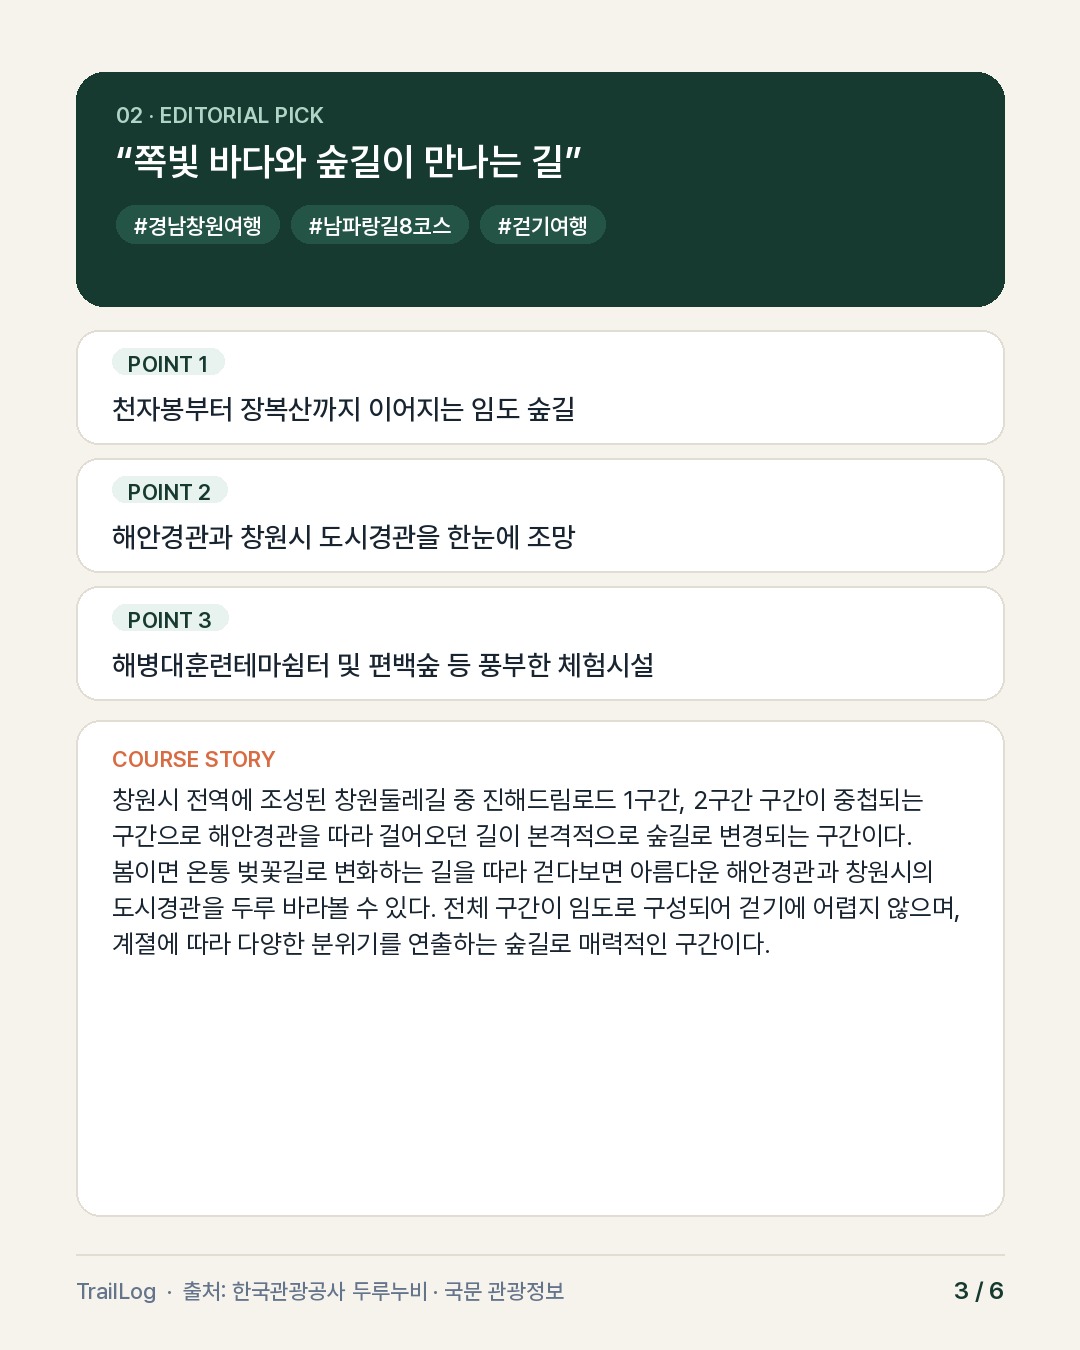 02 · EDITORIAL PICK
“쪽빛 바다와 숲길이 만나는 길”
#경남창원여행 #남파랑길8코스 #걷기여행
POINT 1
천자봉부터 장복산까지 이어지는 임도 숲길
POINT 2
해안경관과 창원시 도시경관을 한눈에 조망
POINT 3
해병대훈련테마쉼터 및 편백숲 등 풍부한 체험시설
COURSE STORY
창원시 전역에 조성된 창원둘레길 중 진해드림로드 1구간, 2구간 구간이 중첩되는
구간으로 해안경관을 따라 걸어오던 길이 본격적으로 숲길로 변경되는 구간이다.
봄이면 온통 벚꽃길로 변화하는 길을 따라 걷다보면 아름다운 해안경관과 창원시의
도시경관을 두루 바라볼 수 있다. 전체 구간이 임도로 구성되어 걷기에 어렵지 않으며,
계졀에 따라 다양한 분위기를 연출하는 숲길로 매력적인 구간이다.
TrailLog · 출처: 한국관광공사 두루누비 · 국문 관광정보
3 / 6